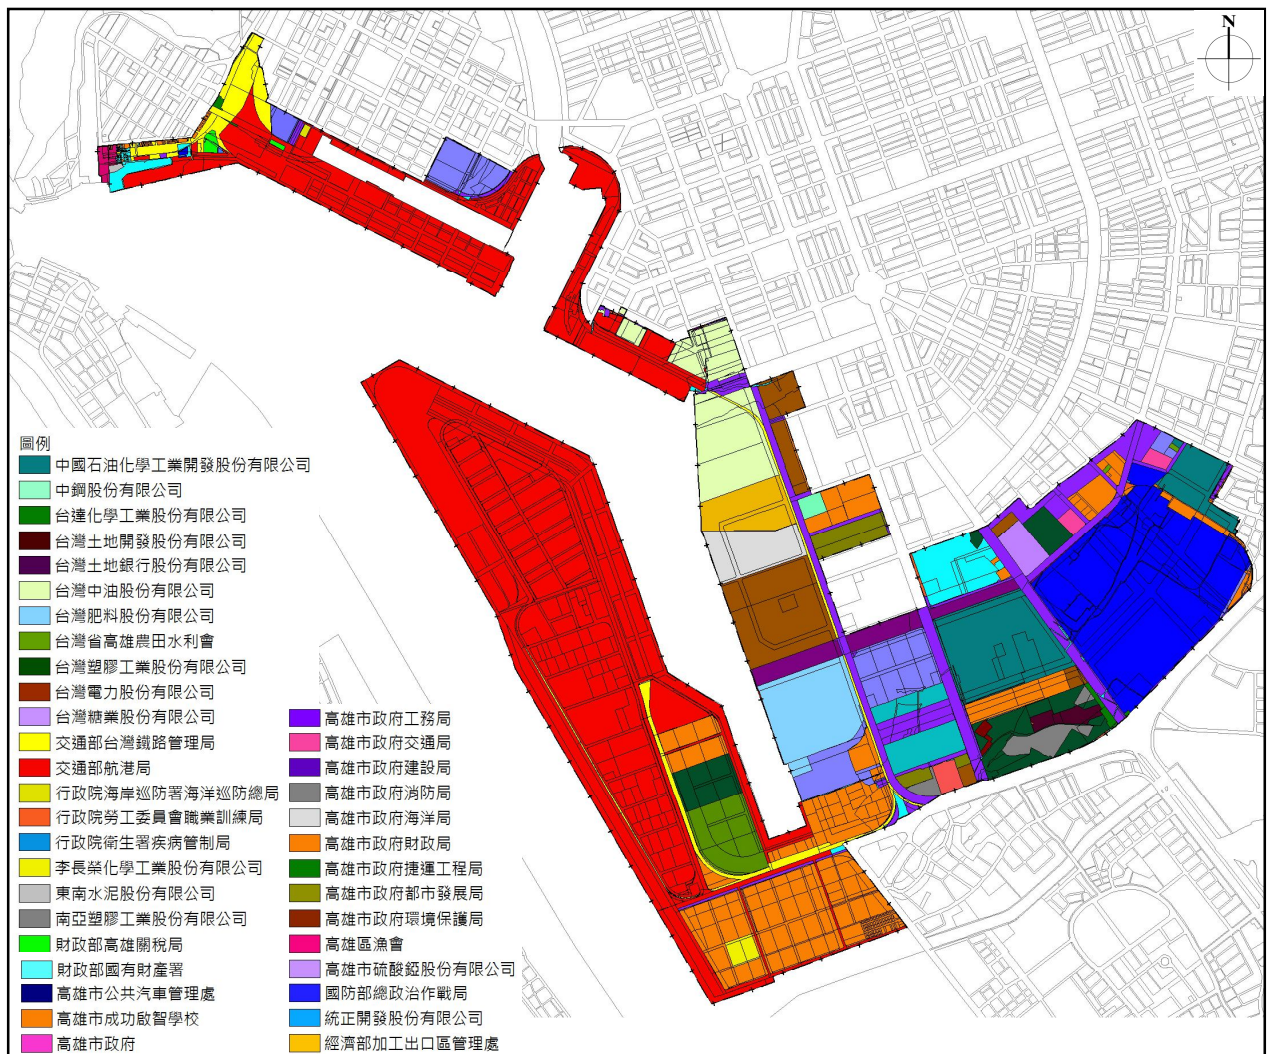 N
圖例
中國石油化學工業開發股份有限公司
中鋼股份有限公司
台達化學工業股份有限公司
台灣土地開發股份有限公司
台灣土地銀行股份有限公司
台灣中油股份有限公司
台灣肥料股份有限公司
台灣省高雄農田水利會
台灣塑膠工業股份有限公司
台灣電力股份有限公司
台灣糖業股份有限公司
交通部台灣鐵路管理局
交通部航港局
行政院海岸巡防署海洋巡防總局
行政院勞工委員會職業訓練局
行政院衛生署疾病管制局
李長榮化學工業股份有限公司
東南水泥股份有限公司
南亞塑膠工業股份有限公司
財政部高雄關稅局
財政部國有財產署
高雄市公共汽車管理處
高雄市成功啟智學校
高雄市政府
高雄市政府工務局
高雄市政府交通局
高雄市政府建設局
高雄市政府消防局
高雄市政府海洋局
高雄市政府財政局
高雄市政府捷運工程局
高雄市政府都市發展局
高雄市政府環境保護局
高雄區漁會
高雄市硫酸錏股份有限公司
國防部總政治作戰局
統正開發股份有限公司
經濟部加工出口區管理處